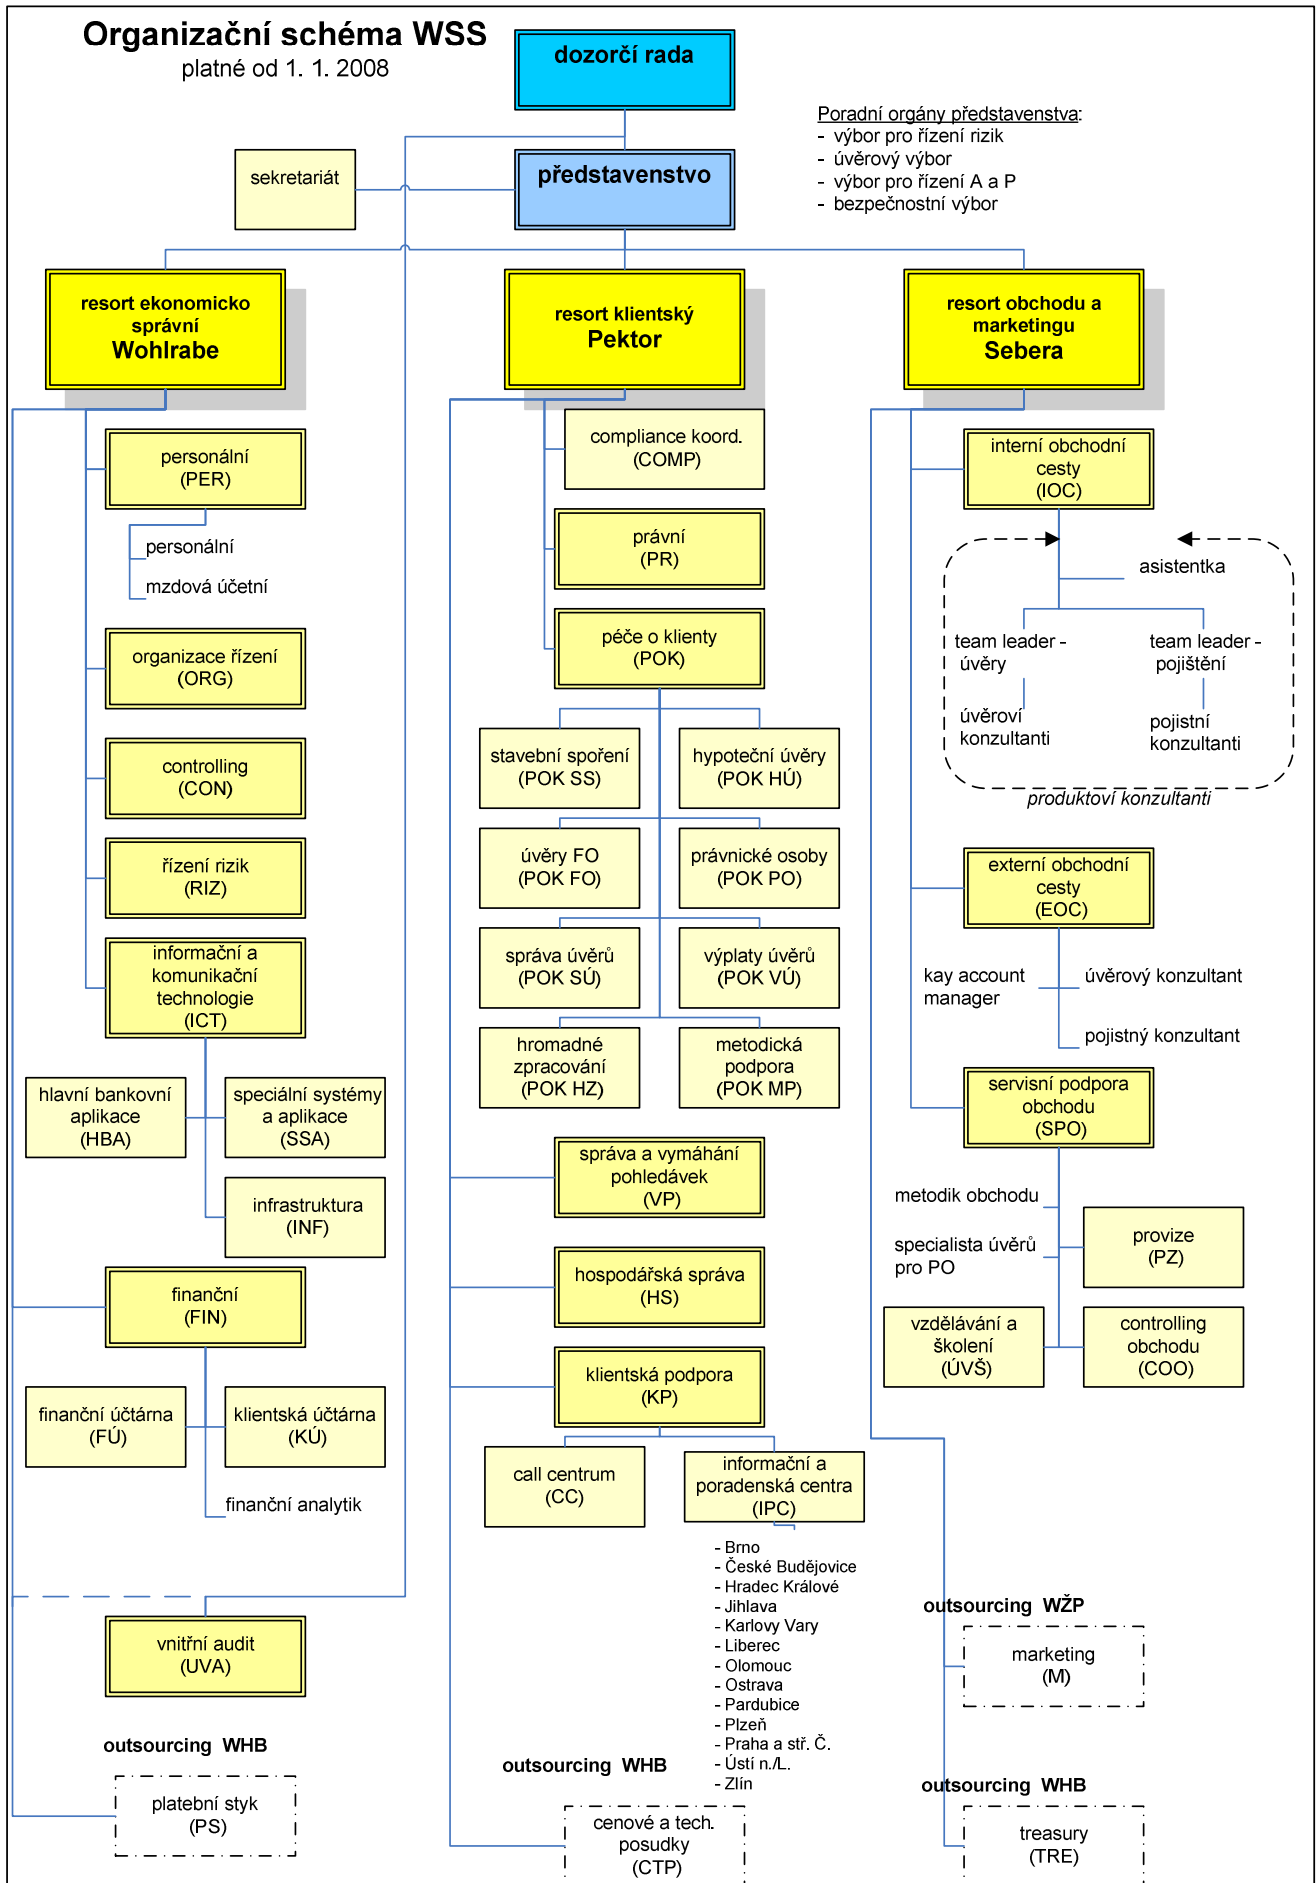 Organizační schéma WSS
platné od 1. 1. 2008
dozorčí rada
Poradní orgány představenstva:
- výbor pro řízení rizik
- úvěrový výbor
- výbor pro řízení A a P
- bezpečnostní výbor
sekretariát
představenstvo
resort ekonomicko
správní
Wohlrabe
resort klientský
Pektor
resort obchodu a
marketingu
Sebera
personální
(PER)
personální
mzdová účetní
organizace řízení
(ORG)
controlling
(CON)
řízení rizik
(RIZ)
informační a
komunikační
technologie
(ICT)
hlavní bankovní
aplikace
(HBA)
speciální systémy
a aplikace
(SSA)
infrastruktura
(INF)
finanční
(FIN)
finanční účtárna
(FÚ)
klientská účtárna
(KÚ)
finanční analytik
vnitřní audit
(UVA)
outsourcing WHB
platební styk
(PS)
compliance koord.
(COMP)
právní
(PR)
péče o klienty
(POK)
stavební spoření
(POK SS)
hypoteční úvěry
(POK HÚ)
úvěry FO
(POK FO)
právnické osoby
(POK PO)
správa úvěrů
(POK SÚ)
výplaty úvěrů
(POK VÚ)
hromadné
zpracování
(POK HZ)
metodická
podpora
(POK MP)
správa a vymáhání
pohledávek
(VP)
hospodářská správa
(HS)
klientská podpora
(KP)
call centrum
(CC)
informační a
poradenská centra
(IPC)
- Brno
- České Budějovice
- Hradec Králové
- Jihlava
- Karlovy Vary
- Liberec
- Olomouc
- Ostrava
- Pardubice
- Plzeň
- Praha a stř. Č.
- Ústí n./L.
- Zlín
outsourcing WHB
cenové a tech.
posudky
(CTP)
interní obchodní
cesty
(IOC)
asistentka
team leader -
úvěry
team leader -
pojištění
úvěroví
konzultanti
pojistní
konzultanti
produktoví konzultanti
externí obchodní
cesty
(EOC)
kay account
manager
úvěrový konzultant
pojistný konzultant
servisní podpora
obchodu
(SPO)
metodik obchodu
specialista úvěrů
pro PO
provize
(PZ)
vzdělávání a
školení
(ÚVŠ)
controlling
obchodu
(COO)
outsourcing WŽP
marketing
(M)
outsourcing WHB
treasury
(TRE)